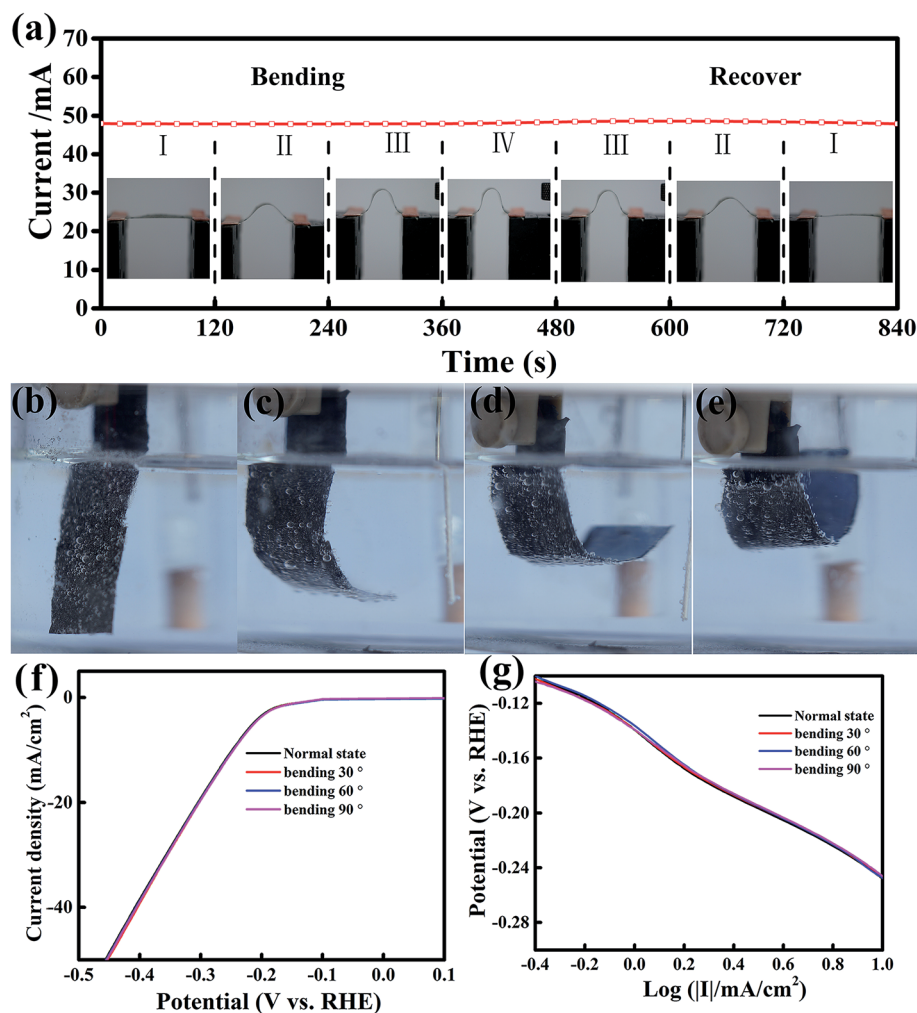 (a)
70
60
50
40
30
20
10
0
Current /mA
Bending
Recover
I
II
III
IV
III
II
I
0 120 240 360 480 600 720 840
Time (s)
(b) (c) (d) (e)
(f)
0
-20
-40
Current density (mA/cm²)
Normal state
bending 30 °
bending 60 °
bending 90 °
-0.5 -0.4 -0.3 -0.2 -0.1 0.0 0.1
Potential (V vs. RHE)
(g)
-0.12
-0.16
-0.20
-0.24
-0.28
Potential (V vs. RHE)
Normal state
bending 30 °
bending 60 °
bending 90 °
-0.4 -0.2 0.0 0.2 0.4 0.6 0.8 1.0
Log (|I|/mA/cm²)